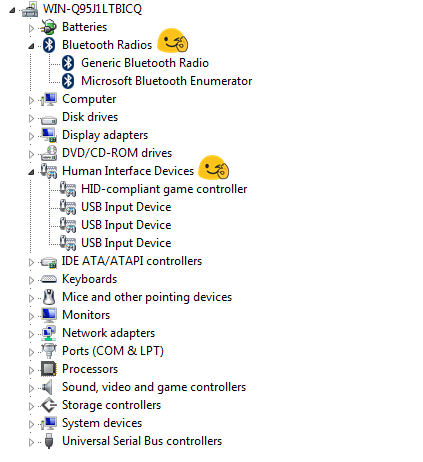 WIN-Q95J1LTBICQ
Batteries
Bluetooth Radios
Generic Bluetooth Radio
Microsoft Bluetooth Enumerator
Computer
Disk drives
Display adapters
DVD/CD-ROM drives
Human Interface Devices
HID-compliant game controller
USB Input Device
USB Input Device
USB Input Device
IDE ATA/ATAPI controllers
Keyboards
Mice and other pointing devices
Monitors
Network adapters
Ports (COM & LPT)
Processors
Sound, video and game controllers
Storage controllers
System devices
Universal Serial Bus controllers